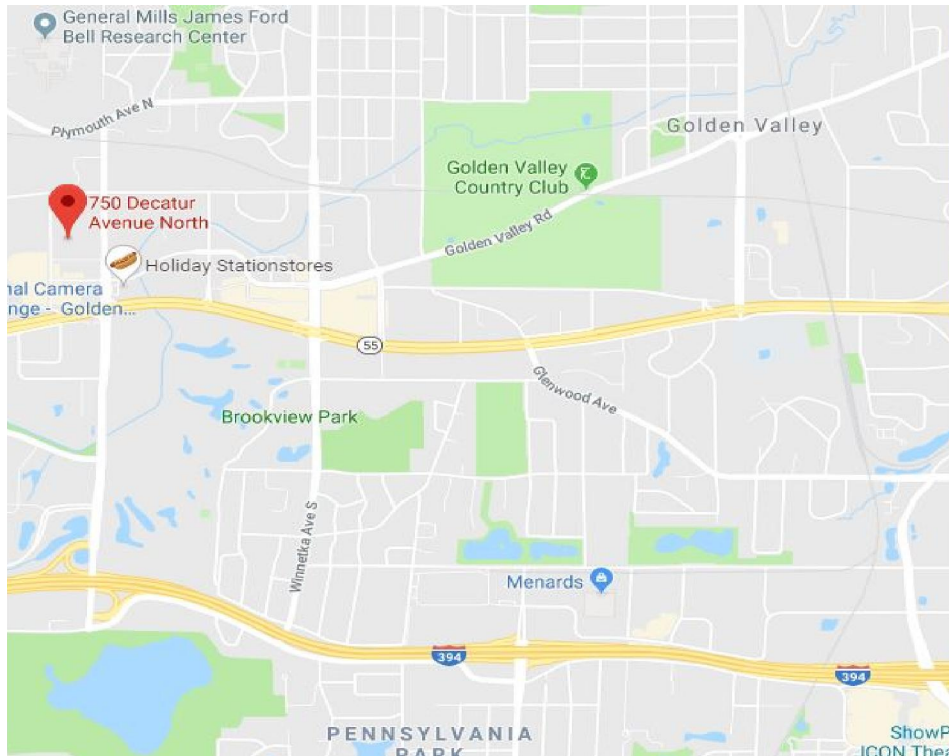 General Mills James Ford
Bell Research Center
Plymouth Ave N
Golden Valley
Golden Valley
Country Club
750 Decatur
Avenue North
Golden Valley Rd
Holiday Stationstores
nal Camera
nge - Golden...
55
Glenwood Ave
Brookview Park
Winnetka Ave S
Menards
394
394
PENNSYLVANIA
PARK
ShowP
ICON Thea